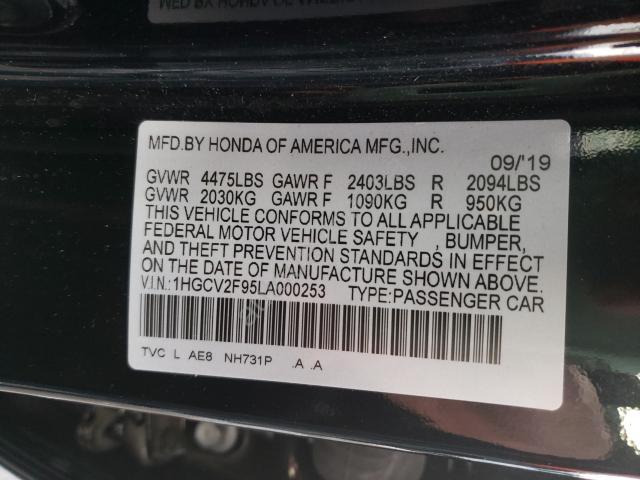 MFD.BY HONDA OF AMERICA MFG.,INC.
09/'19
GVWR 4475LBS GAWR F 2403LBS R 2094LBS
GVWR 2030KG GAWR F 1090KG R 950KG
THIS VEHICLE CONFORMS TO ALL APPLICABLE
FEDERAL MOTOR VEHICLE SAFETY , BUMPER,
AND THEFT PREVENTION STANDARDS IN EFFECT
ON THE DATE OF MANUFACTURE SHOWN ABOVE.
V.I.N.:1HGCV2F95LA000253 TYPE:PASSENGER CAR
TVC L AE8 NH731P .A .A